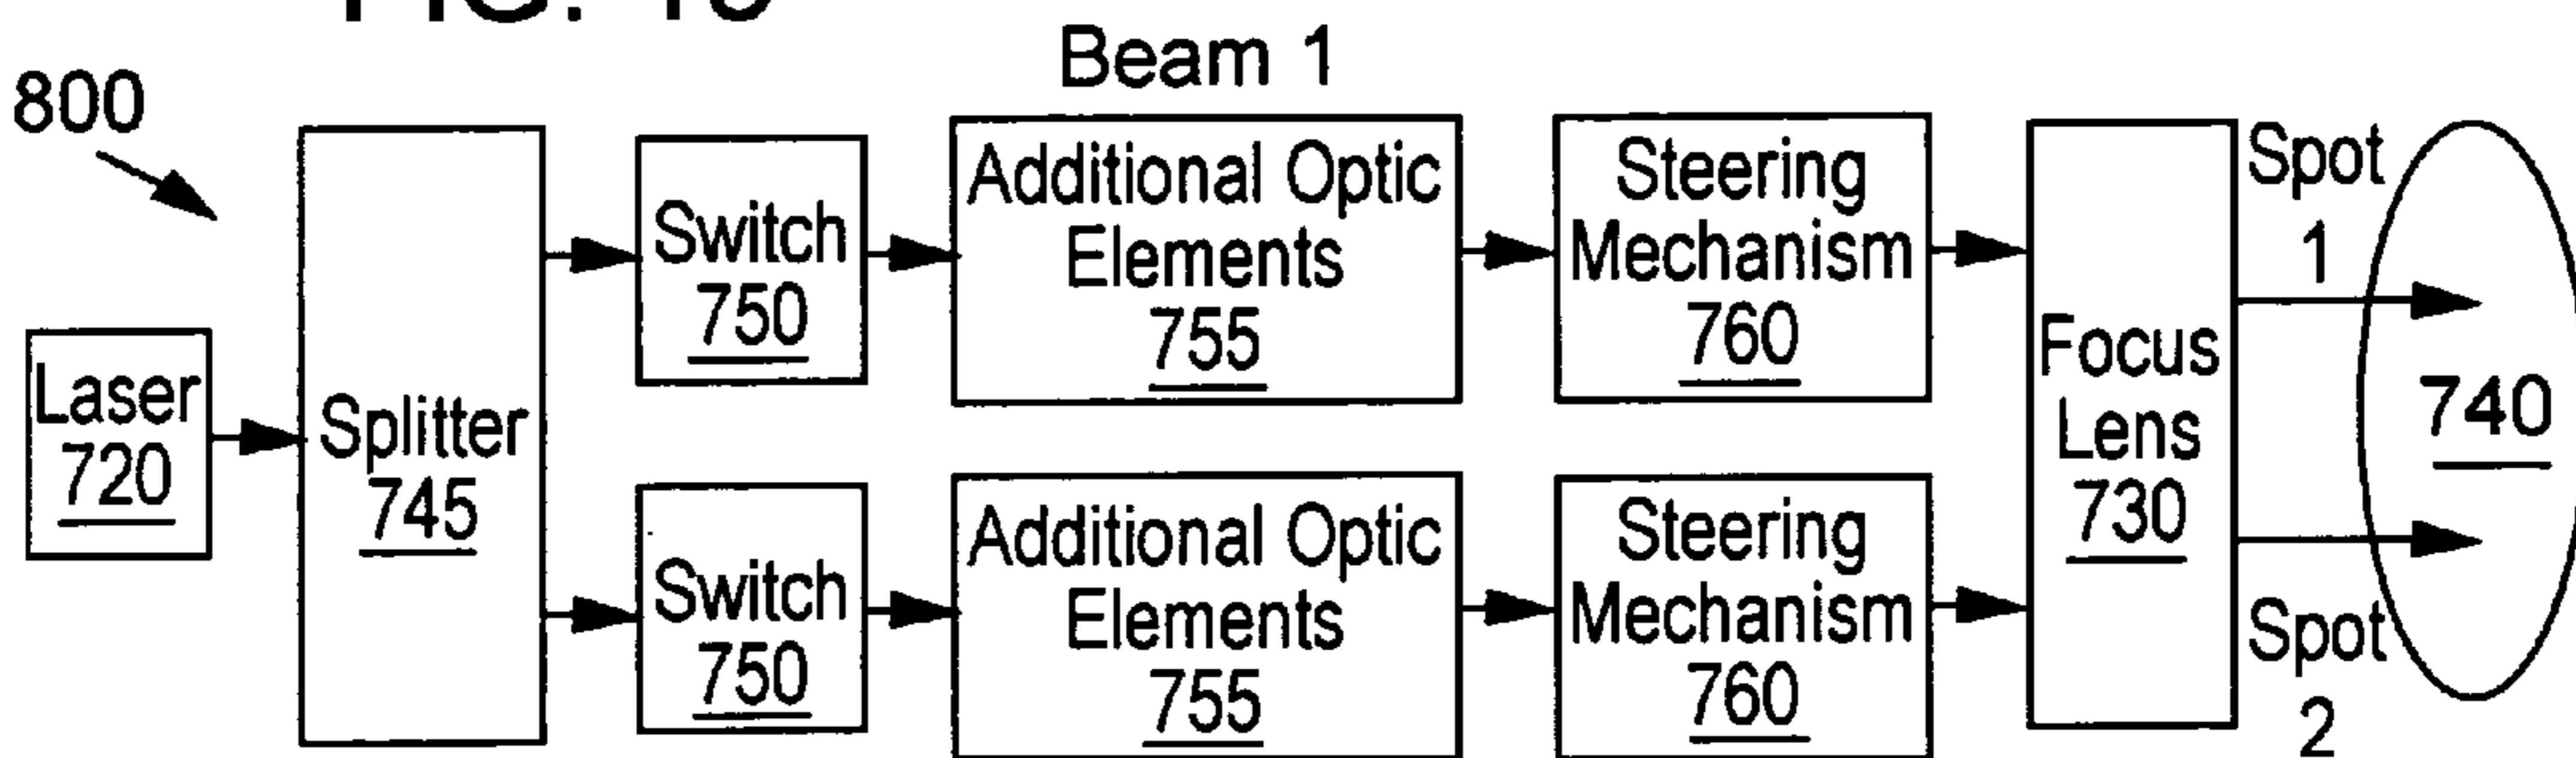 Beam 1
800
Laser
720
Splitter
745
Switch
750
Additional Optic
Elements
755
Steering
Mechanism
760
Switch
750
Additional Optic
Elements
755
Steering
Mechanism
760
Focus
Lens
730
Spot
1
740
Spot
2